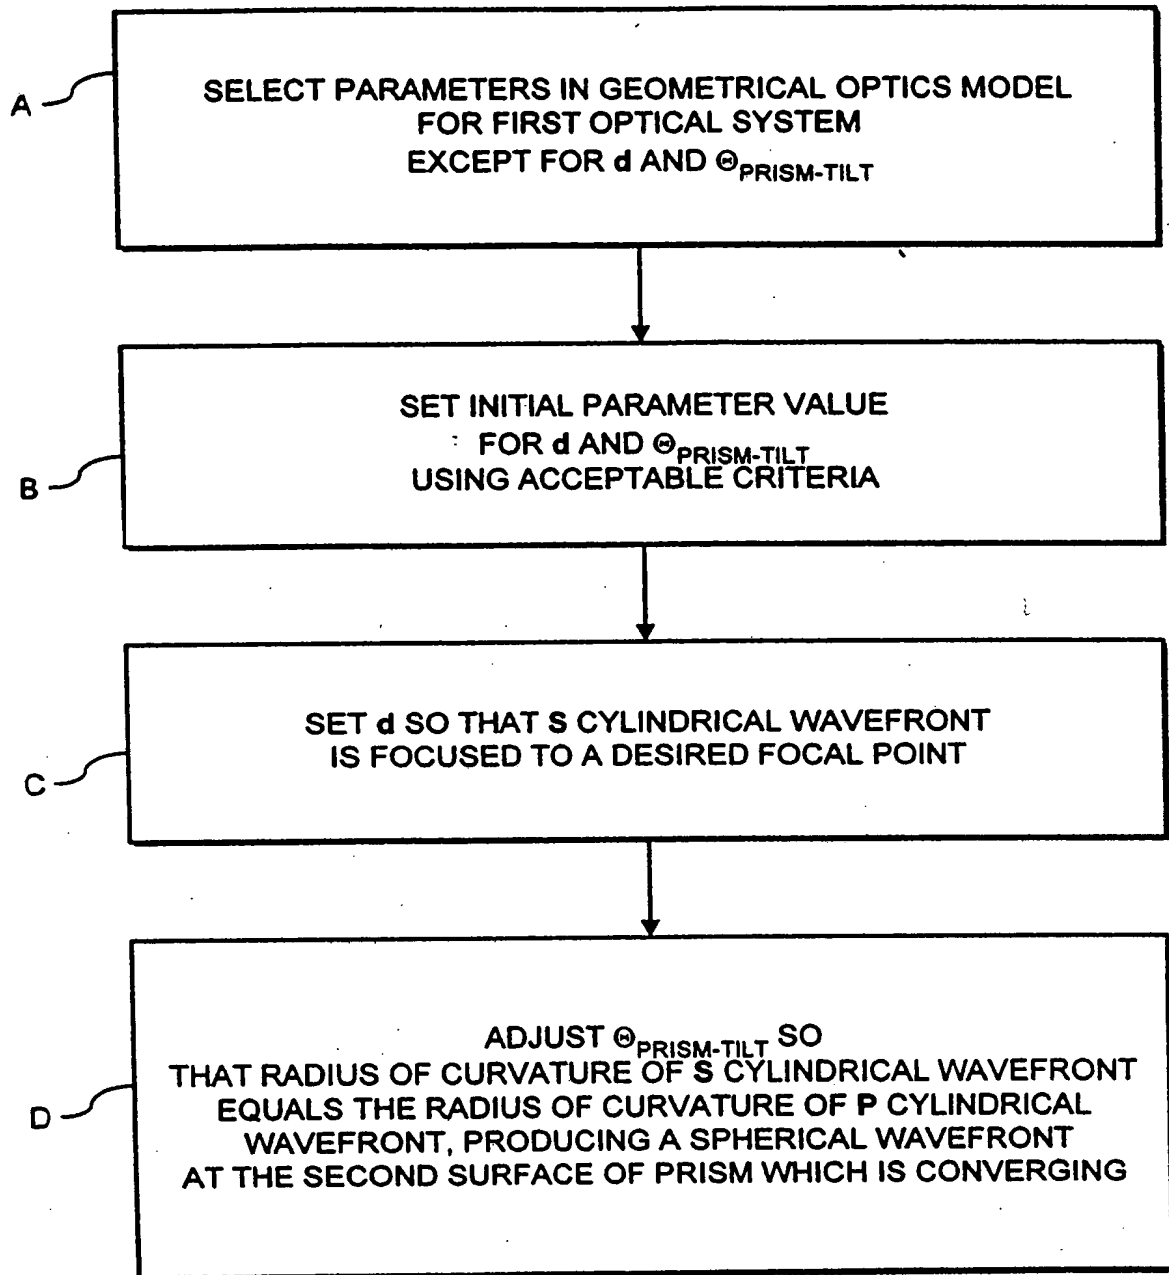 A
SELECT PARAMETERS IN GEOMETRICAL OPTICS MODEL
FOR FIRST OPTICAL SYSTEM
EXCEPT FOR d AND ΘPRISM-TILT
B
SET INITIAL PARAMETER VALUE
FOR d AND ΘPRISM-TILT
USING ACCEPTABLE CRITERIA
C
SET d SO THAT S CYLINDRICAL WAVEFRONT
IS FOCUSED TO A DESIRED FOCAL POINT
D
ADJUST ΘPRISM-TILT SO
THAT RADIUS OF CURVATURE OF S CYLINDRICAL WAVEFRONT
EQUALS THE RADIUS OF CURVATURE OF P CYLINDRICAL
WAVEFRONT, PRODUCING A SPHERICAL WAVEFRONT
AT THE SECOND SURFACE OF PRISM WHICH IS CONVERGING